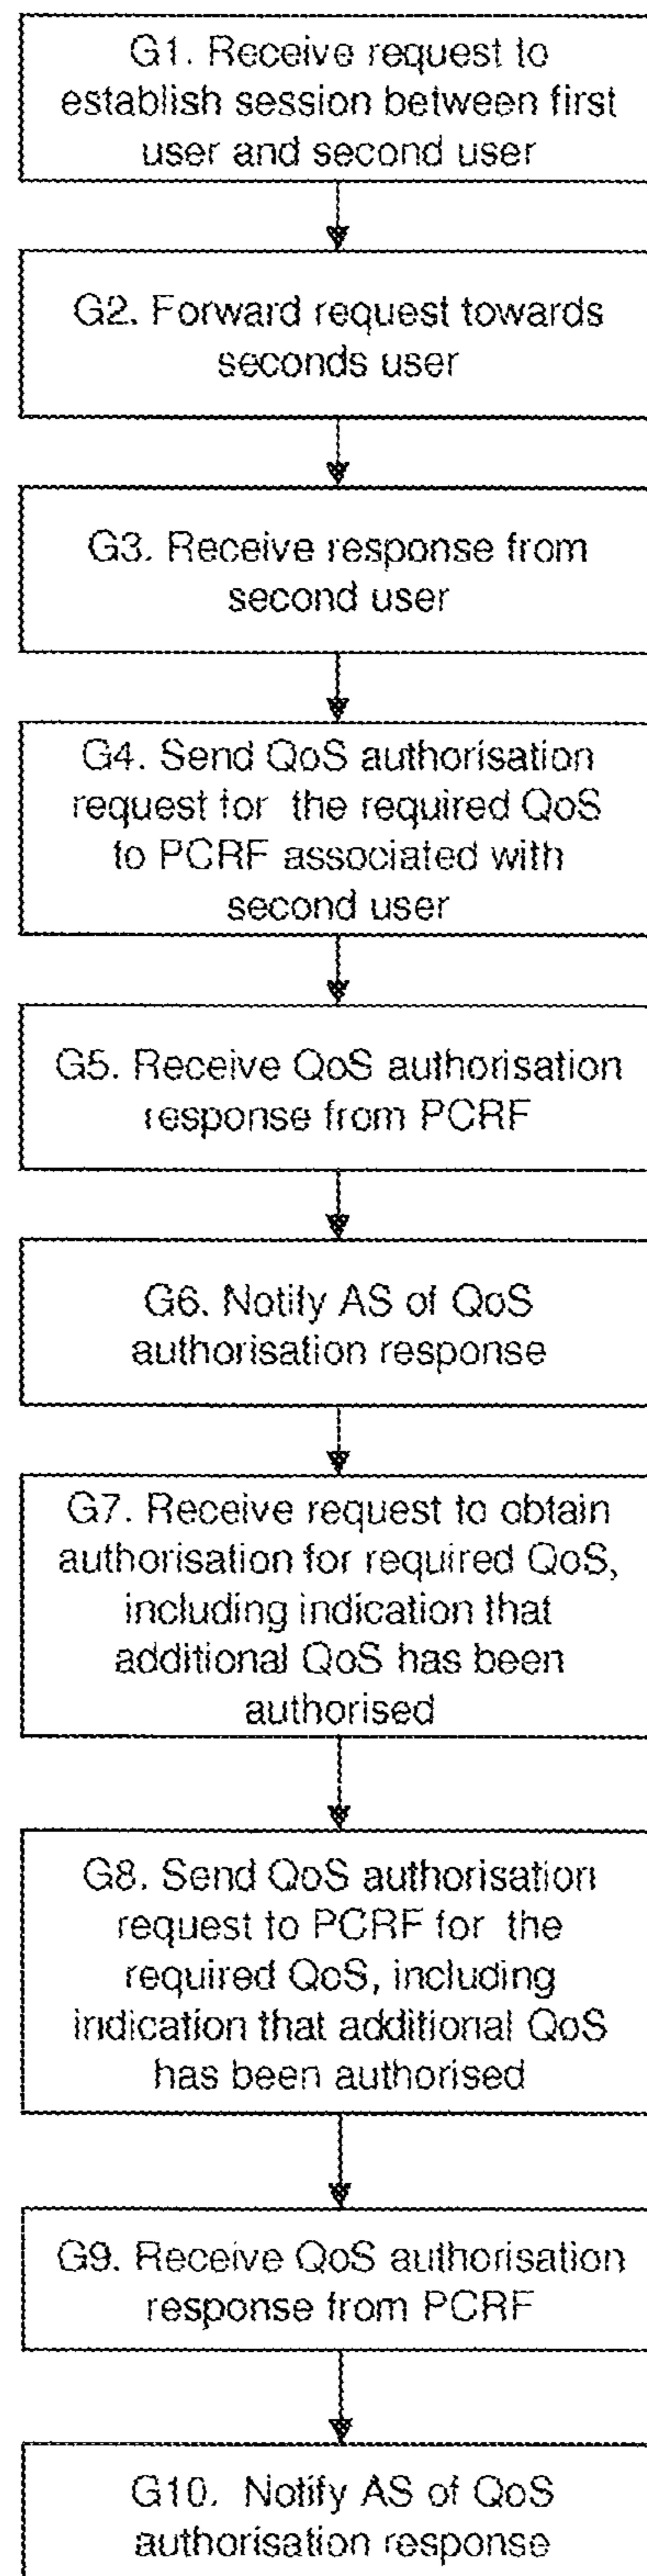 G1. Receive request to
establish session between first
user and second user
G2. Forward request towards
seconds user
G3. Receive response from
second user
G4. Send QoS authorisation
request for the required QoS
to PCRF associated with
second user
G5. Receive QoS authorisation
response from PCRF
G6. Notify AS of QoS
authorisation response
G7. Receive request to obtain
authorisation for required QoS,
including indication that
additional QoS has been
authorised
G8. Send QoS authorisation
request to PCRF for the
required QoS, including
indication that additional QoS
has been authorised
G9. Receive QoS authorisation
response from PCRF
G10. Notify AS of QoS
authorisation response